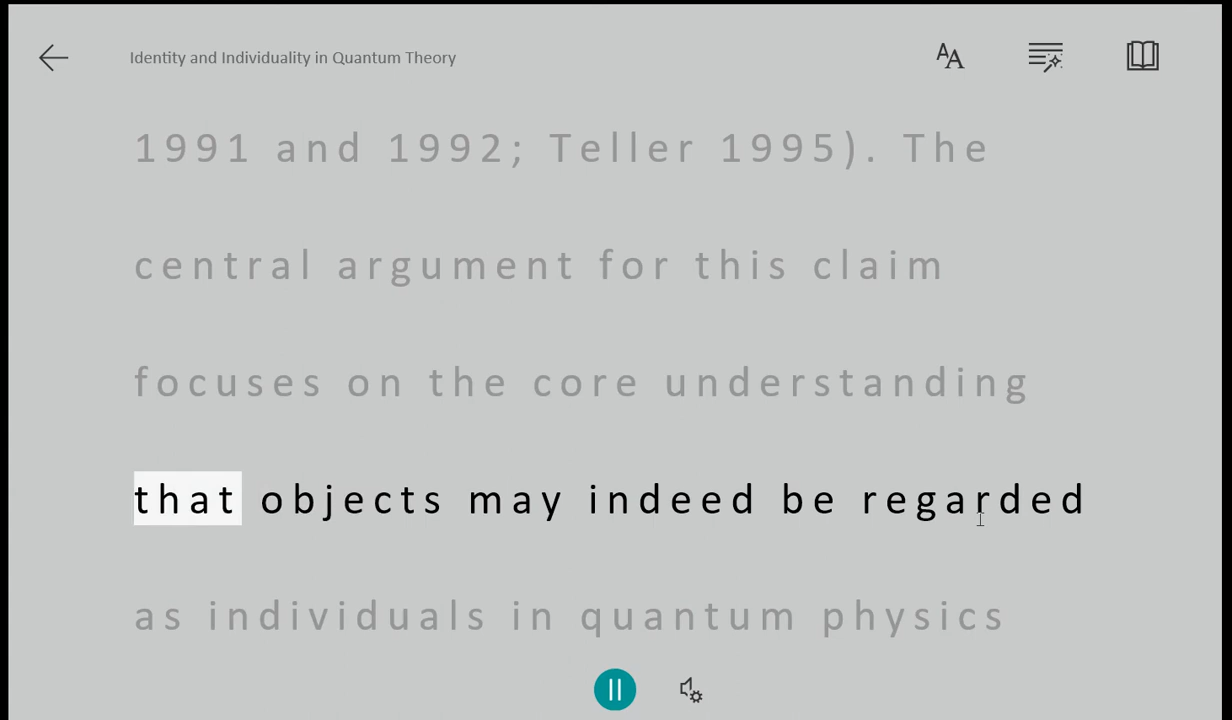 Identity and Individuality in Quantum Theory
1991 and 1992; Teller 1995). The
central argument for this claim
focuses on the core understanding
that objects may indeed be regarded
as individuals in quantum physics